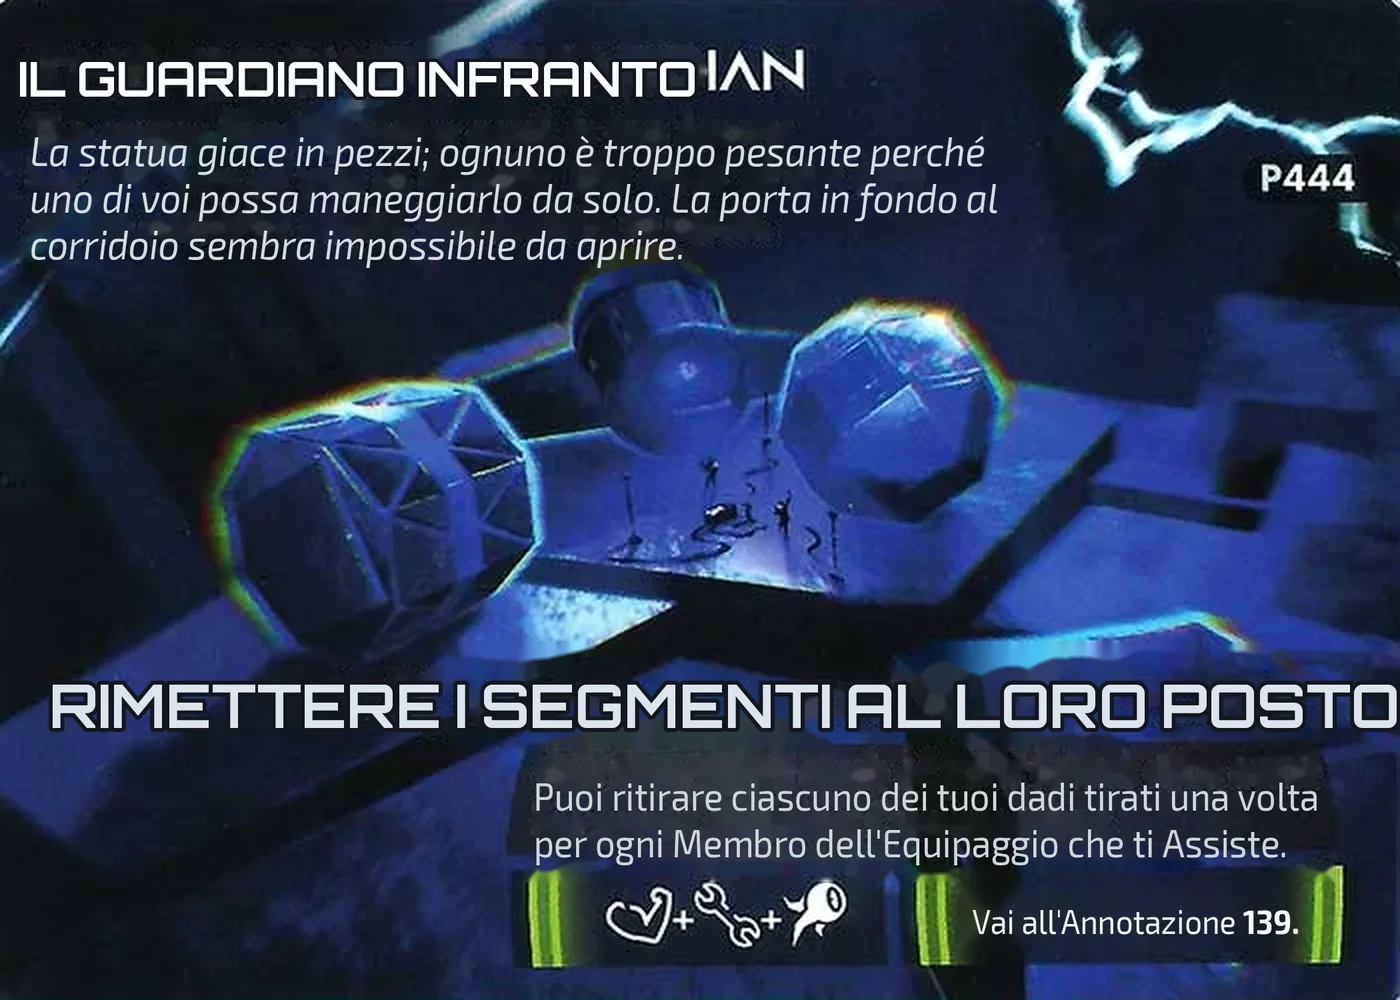 IL GUARDIANO INFRANTO IAN
La statua giace in pezzi; ognuno è troppo pesante perché
uno di voi possa maneggiarlo da solo. La porta in fondo al
corridoio sembra impossibile da aprire.
P444
RIMETTERE I SEGMENTI AL LORO POSTO
Puoi ritirare ciascuno dei tuoi dadi tirati una volta
per ogni Membro dell'Equipaggio che ti Assiste.
+ +
Vai all'Annotazione 139.